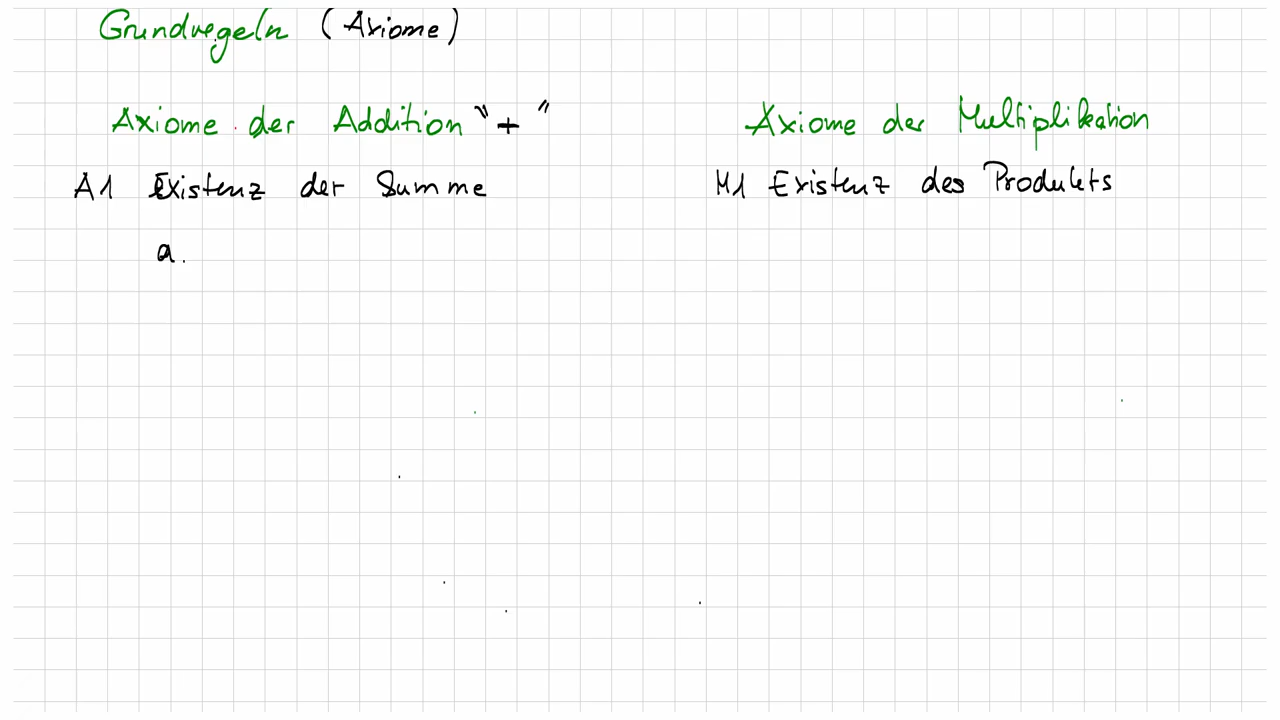 Grundregeln (Axiome)
Axiome der Addition "+"
A1 Existenz der Summe
a.
Axiome der Multiplikation
M1 Existenz des Produkts